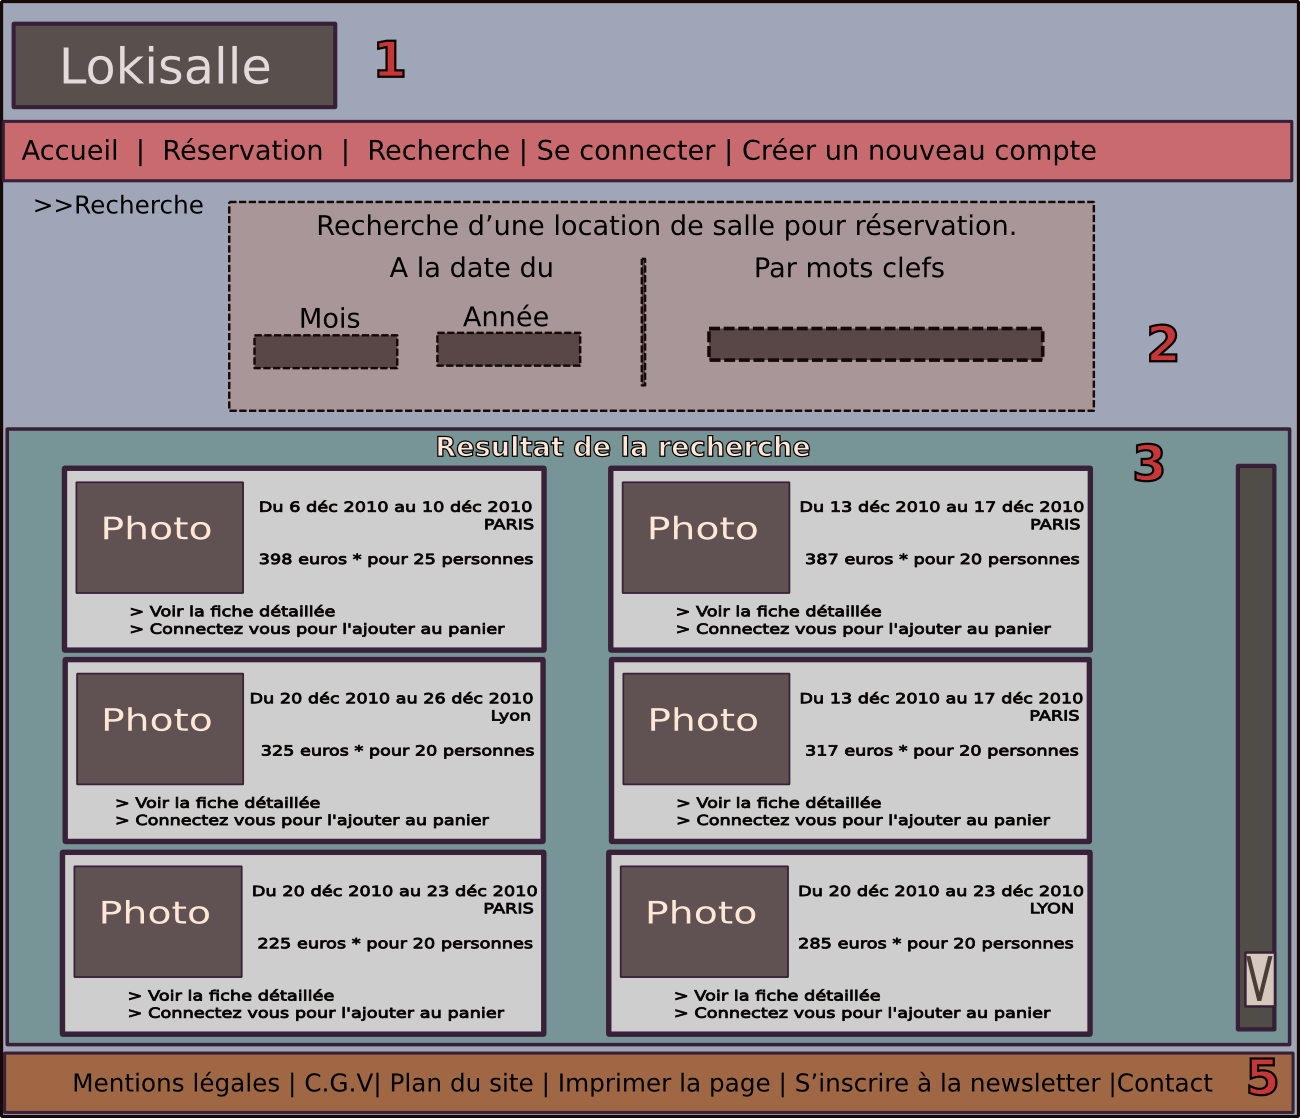 Lokisalle
1
Accueil | Réservation | Recherche | Se connecter | Créer un nouveau compte
>>Recherche
Recherche d’une location de salle pour réservation.
A la date du
Par mots clefs
Mois
Année
2
Resultat de la recherche
3
Photo
Du 6 déc 2010 au 10 déc 2010
PARIS
398 euros * pour 25 personnes
> Voir la fiche détaillée
> Connectez vous pour l'ajouter au panier
Photo
Du 13 déc 2010 au 17 déc 2010
PARIS
387 euros * pour 20 personnes
> Voir la fiche détaillée
> Connectez vous pour l'ajouter au panier
Photo
Du 20 déc 2010 au 26 déc 2010
Lyon
325 euros * pour 20 personnes
> Voir la fiche détaillée
> Connectez vous pour l'ajouter au panier
Photo
Du 13 déc 2010 au 17 déc 2010
PARIS
317 euros * pour 20 personnes
> Voir la fiche détaillée
> Connectez vous pour l'ajouter au panier
Photo
Du 20 déc 2010 au 23 déc 2010
PARIS
225 euros * pour 20 personnes
> Voir la fiche détaillée
> Connectez vous pour l'ajouter au panier
Photo
Du 20 déc 2010 au 23 déc 2010
LYON
285 euros * pour 20 personnes
> Voir la fiche détaillée
> Connectez vous pour l'ajouter au panier
V
Mentions légales | C.G.V| Plan du site | Imprimer la page | S’inscrire à la newsletter |Contact
5